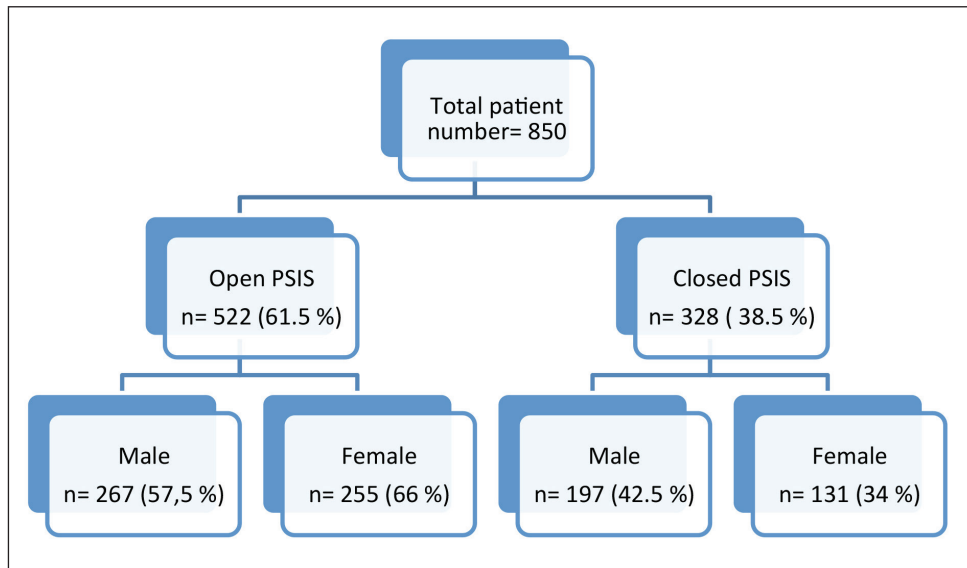 Total patient
number= 850
Open PSIS
n= 522 (61.5 %)
Closed PSIS
n= 328 ( 38.5 %)
Male
n= 267 (57,5 %)
Female
n= 255 (66 %)
Male
n= 197 (42.5 %)
Female
n= 131 (34 %)